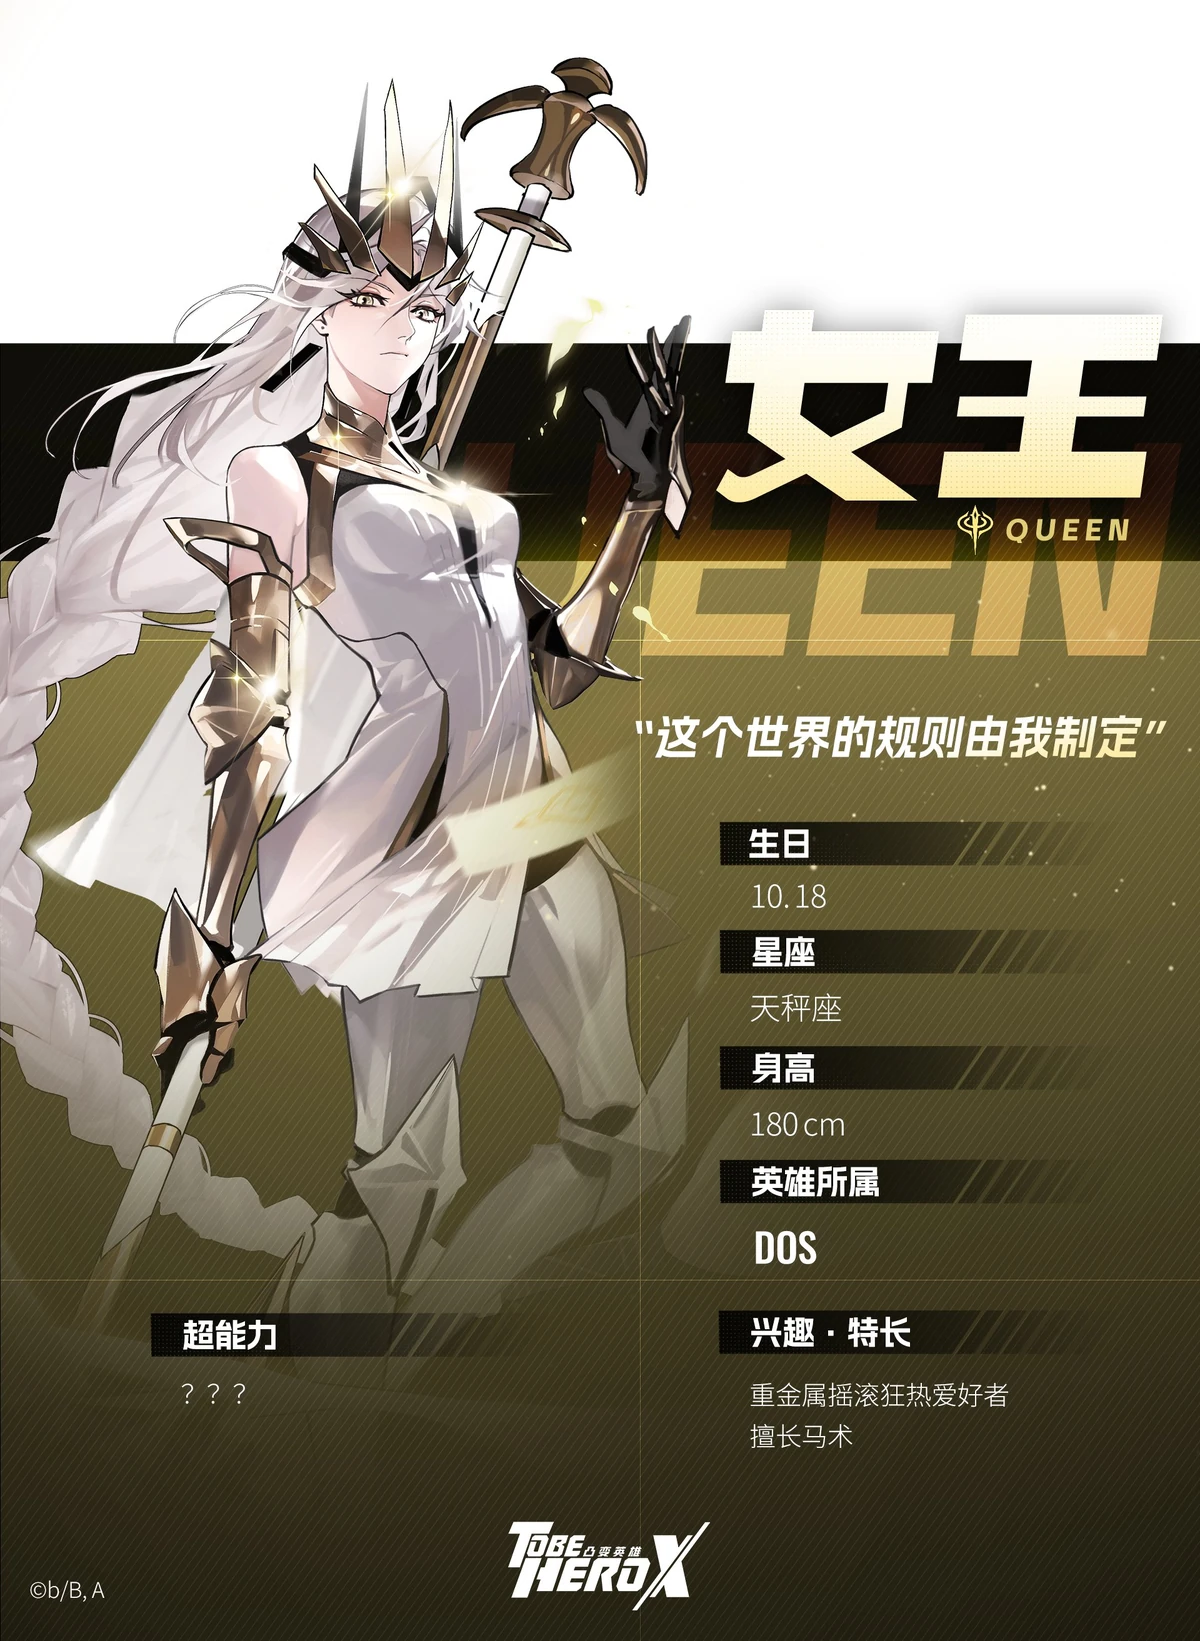 女王
QUEEN
UEEN
“这个世界的规则由我制定”
生日
10.18
星座
天秤座
身高
180cm
英雄所属
DOS
超能力
？？？
兴趣·特长
重金属摇滚狂热爱好者
擅长马术
TOBE
凸变英雄
HERO X
©b/B, A